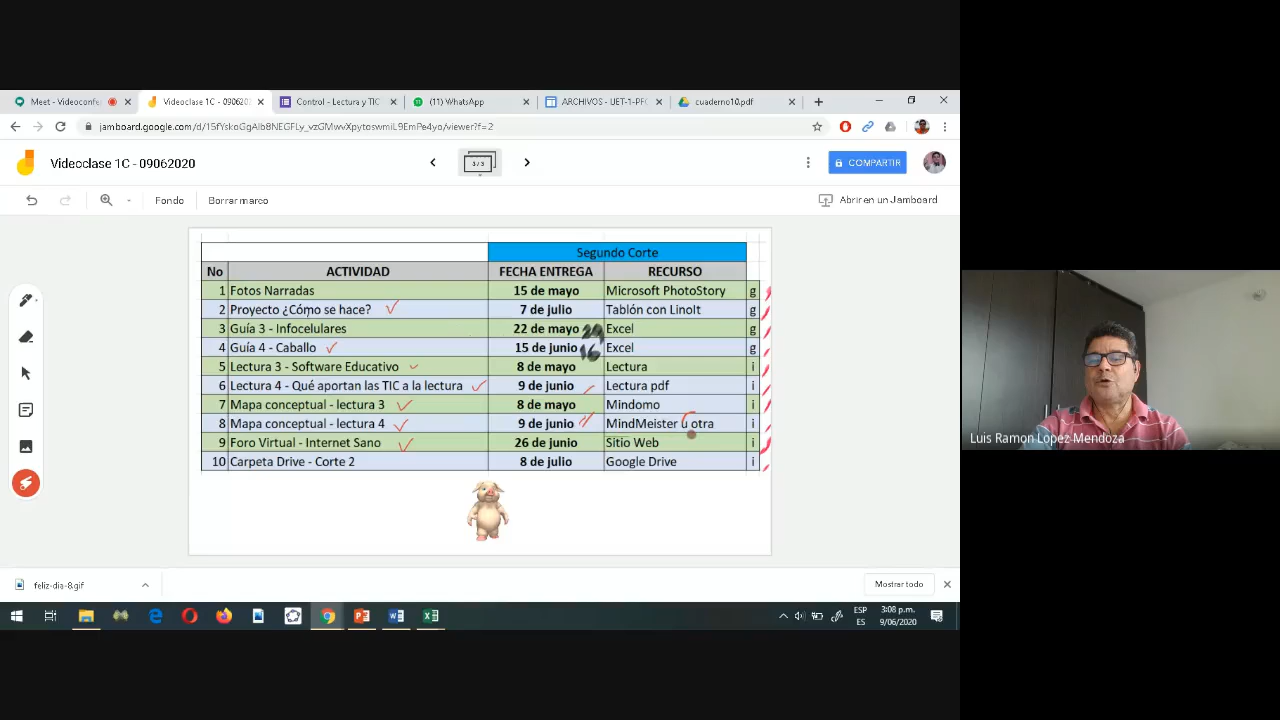 Meet - Videoconfe
Videoclase 1C - 09062020
Control - Lectura y TIC
(11) WhatsApp
ARCHIVOS - UET-1-PFC
cuaderno10.pdf
Videoclase 1C - 09062020
3 / 3
COMPARTIR
Fondo
Borrar marco
Abrir en un Jamboard
Segundo Corte
No ACTIVIDAD FECHA ENTREGA RECURSO
1 Fotos Narradas 15 de mayo Microsoft PhotoStory g
2 Proyecto ¿Cómo se hace? 7 de julio Tablón con LinoIt g
3 Guía 3 - Infocelulares 22 de mayo 29 Excel g
4 Guía 4 - Caballo 15 de junio 16 Excel g
5 Lectura 3 - Software Educativo 8 de mayo Lectura i
6 Lectura 4 - Qué aportan las TIC a la lectura 9 de junio Lectura pdf i
7 Mapa conceptual - lectura 3 8 de mayo Mindomo i
8 Mapa conceptual - lectura 4 9 de junio MindMeister u otra i
9 Foro Virtual - Internet Sano 26 de junio Sitio Web i
10 Carpeta Drive - Corte 2 8 de julio Google Drive i
Luis Ramon Lopez Mendoza
feliz-dia-8.gif
Mostrar todo
ESP
ES
3:08 p.m.
9/06/2020